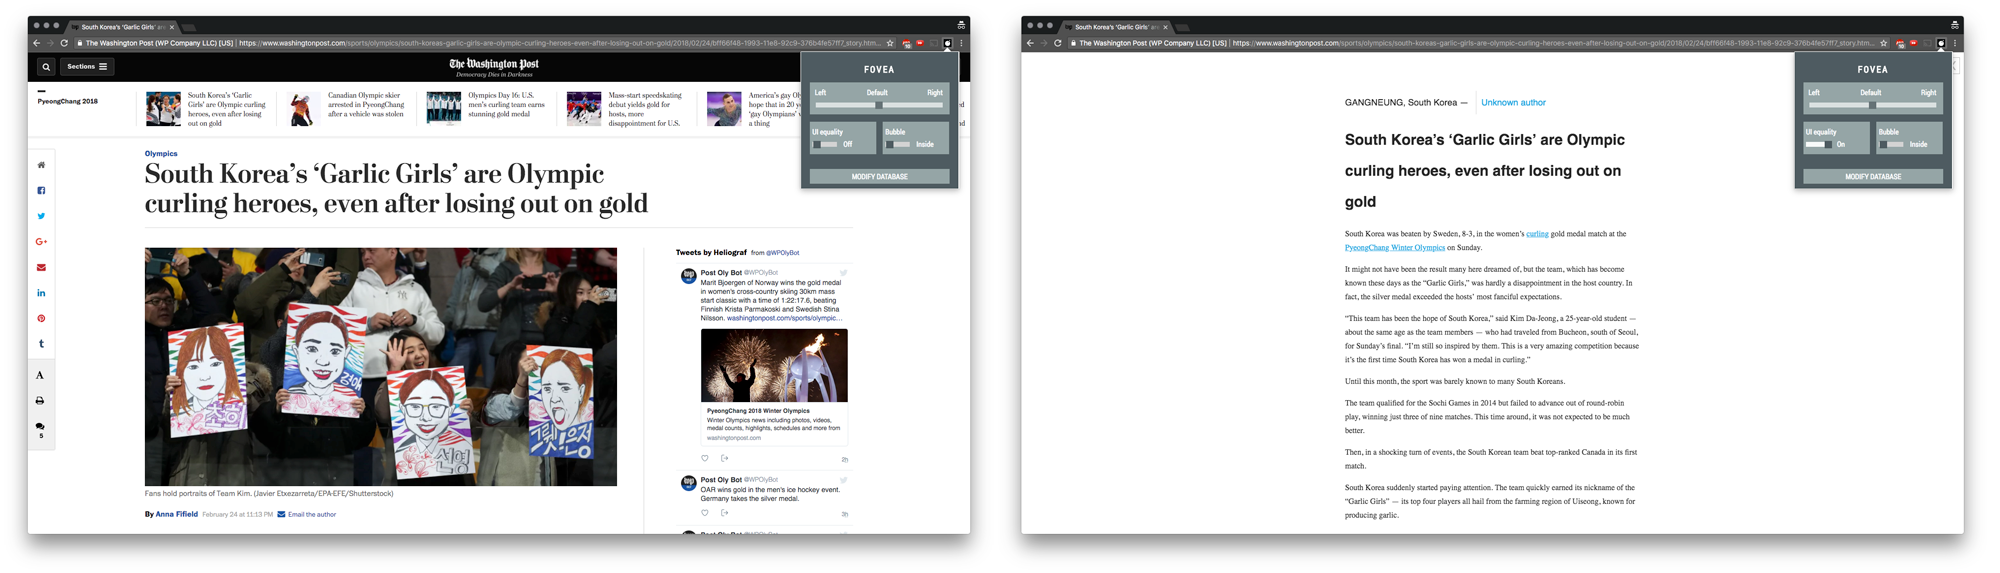 South Korea's 'Garlic Girls' are
The Washington Post (WP Company LLC) [US] | https://www.washingtonpost.com/sports/olympics/south-koreas-garlic-girls-are-olympic-curling-heroes-even-after-losing-out-on-gold/2018/02/24/bff66f48-1993-11e8-92c9-376b4fe57ff7_story.htm...
Sections
The Washington Post
Democracy Dies in Darkness
PyeongChang 2018
South Korea's 'Garlic
Girls' are Olympic curling
heroes, even after losing
out on gold
Canadian Olympic skier
arrested in PyeongChang
after a vehicle was stolen
Olympics Day 16: U.S.
men's curling team earns
stunning gold medal
Mass-start speedskating
debut yields gold for
hosts, more
disappointment for U.S.
America's gay Ol
hope that in 20 y
'gay Olympians' w
a thing
FOVEA
Left Default Right
UI equality
Off
Bubble
Inside
MODIFY DATABASE
Olympics
South Korea's 'Garlic Girls' are Olympic
curling heroes, even after losing out on gold
A
5
Fans hold portraits of Team Kim. (Javier Etxezarreta/EPA-EFE/Shutterstock)
By Anna Fifield February 24 at 11:13 PM Email the author
Tweets by Heliograf from @WPOlyBot
Post Oly Bot @WPOlyBot
Marit Bjoergen of Norway wins the gold medal
in women's cross-country skiing 30km mass
start classic with a time of 1:22:17.6, beating
Finnish Krista Parmakoski and Swedish Stina
Nilsson. washingtonpost.com/sports/olympic...
PyeongChang 2018 Winter Olympics
Winter Olympics news including photos, videos,
medal counts, highlights, schedules and more from
washingtonpost.com
Post Oly Bot @WPOlyBot
OAR wins gold in the men's ice hockey event.
Germany takes the silver medal.
Post Oly Bot @WPOlyBot
South Korea's 'Garlic Girls' are
The Washington Post (WP Company LLC) [US] | https://www.washingtonpost.com/sports/olympics/south-koreas-garlic-girls-are-olympic-curling-heroes-even-after-losing-out-on-gold/2018/02/24/bff66f48-1993-11e8-92c9-376b4fe57ff7_story.htm...
FOVEA
Left Default Right
UI equality
On
Bubble
Inside
MODIFY DATABASE
GANGNEUNG, South Korea — Unknown author
South Korea's 'Garlic Girls' are Olympic
curling heroes, even after losing out on
gold
South Korea was beaten by Sweden, 8-3, in the women's curling gold medal match at the
PyeongChang Winter Olympics on Sunday.
It might not have been the result many here dreamed of, but the team, which has become
known these days as the "Garlic Girls," was hardly a disappointment in the host country. In
fact, the silver medal exceeded the hosts' most fanciful expectations.
"This team has been the hope of South Korea," said Kim Da-Jeong, a 25-year-old student —
about the same age as the team members — who had traveled from Bucheon, south of Seoul,
for Sunday's final. "I'm still so inspired by them. This is a very amazing competition because
it's the first time South Korea has won a medal in curling."
Until this month, the sport was barely known to many South Koreans.
The team qualified for the Sochi Games in 2014 but failed to advance out of round-robin
play, winning just three of nine matches. This time around, it was not expected to be much
better.
Then, in a shocking turn of events, the South Korean team beat top-ranked Canada in its first
match.
South Korea suddenly started paying attention. The team quickly earned its nickname of the
"Garlic Girls" — its top four players all hail from the farming region of Uiseong, known for
producing garlic.